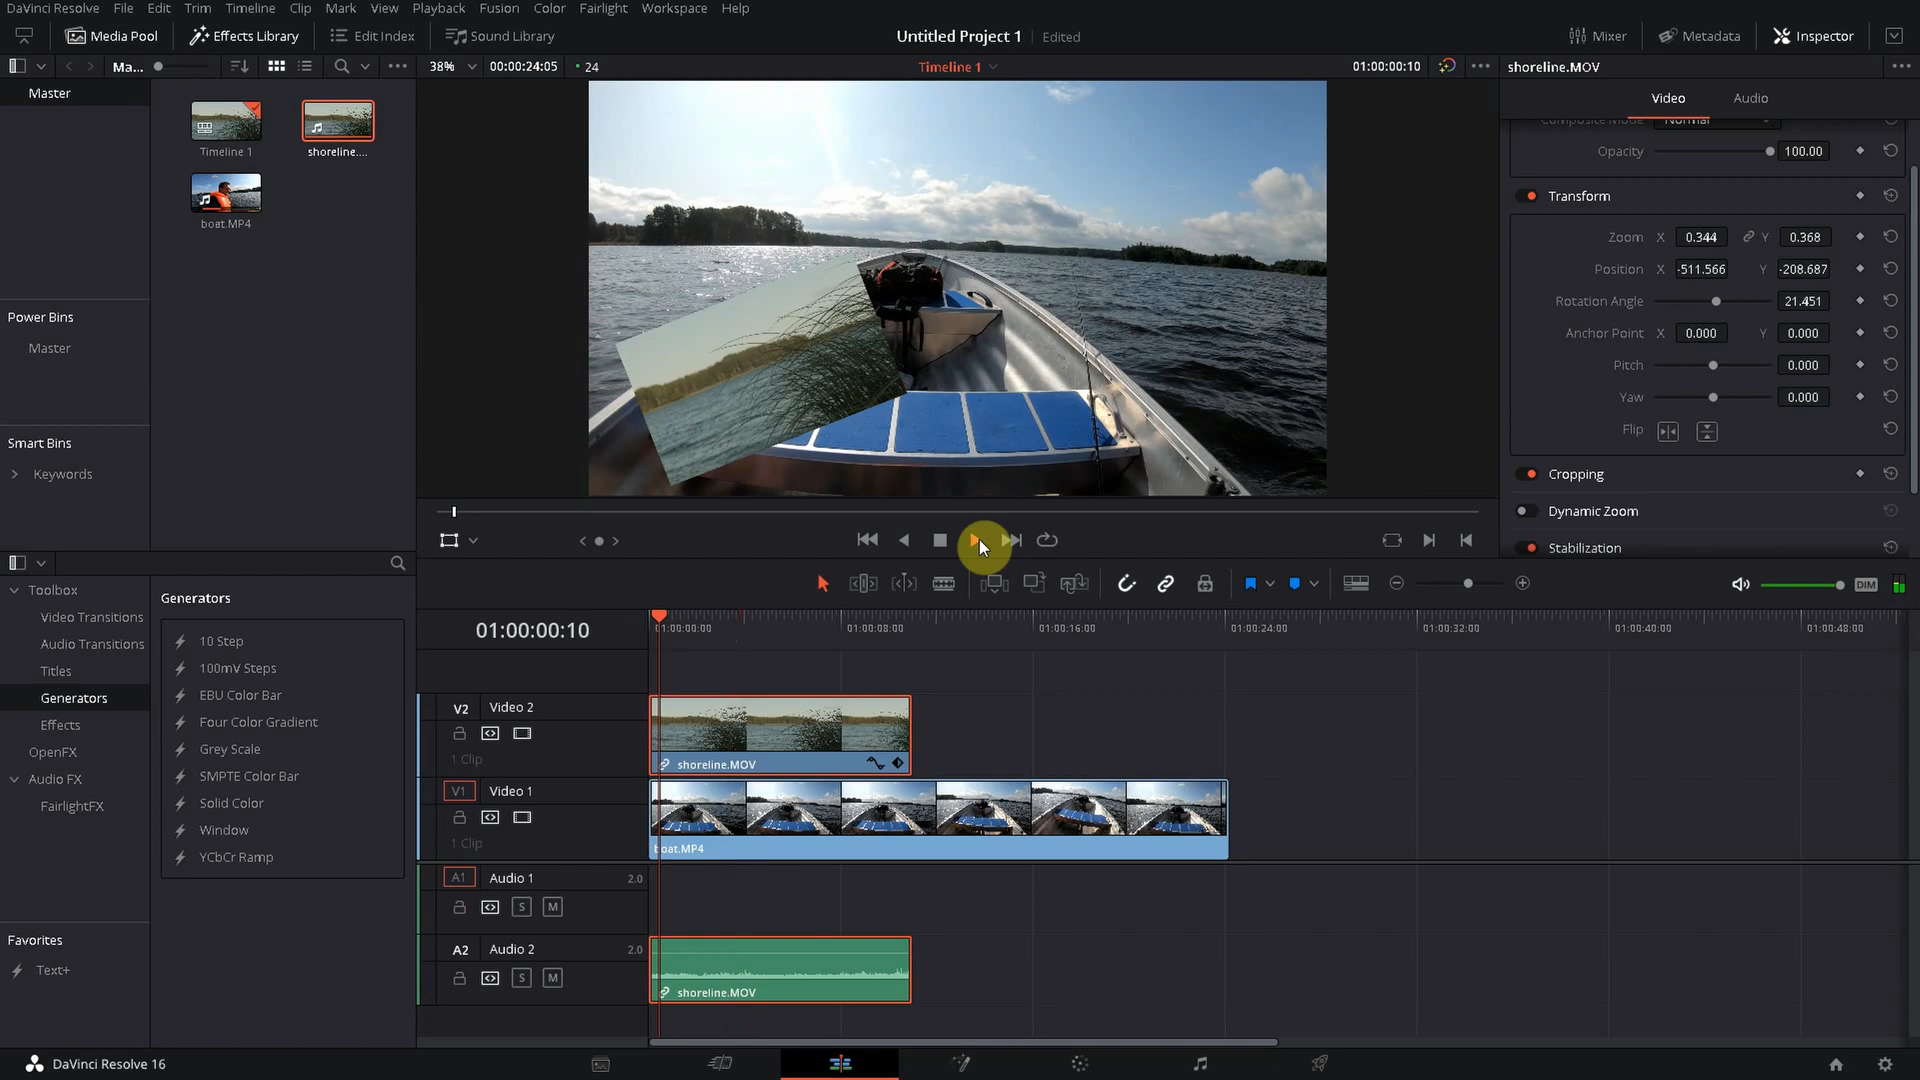 DaVinci Resolve File Edit Trim Timeline Clip Mark View Playback Fusion Color Fairlight Workspace Help
Media Pool Effects Library Edit Index Sound Library Untitled Project 1 Edited Mixer Metadata Inspector
Ma... 38% 00:00:24:05 24 Timeline 1 01:00:00:10 shoreline.MOV
Master
Video Audio
Composite Mode Normal
Timeline 1 shoreline....
Opacity 100.00
Transform
boat.MP4
Zoom X 0.344 Y 0.368
Position X -511.566 Y -208.687
Rotation Angle 21.451
Power Bins
Anchor Point X 0.000 Y 0.000
Master
Pitch 0.000
Yaw 0.000
Flip
Smart Bins
Keywords
Cropping
Dynamic Zoom
Stabilization
Toolbox
Video Transitions
Audio Transitions
Titles
Generators
Effects
OpenFX
Audio FX
FairlightFX
Favorites
Text+
Generators
10 Step
100mV Steps
EBU Color Bar
Four Color Gradient
Grey Scale
SMPTE Color Bar
Solid Color
Window
YCbCr Ramp
DIM
01:00:00:10
01:00:00:00 01:00:08:00 01:00:16:00 01:00:24:00 01:00:32:00 01:00:40:00 01:00:48:00
V2 Video 2
1 Clip
shoreline.MOV
V1 Video 1
1 Clip
boat.MP4
A1 Audio 1 2.0
S M
A2 Audio 2 2.0
S M
shoreline.MOV
DaVinci Resolve 16